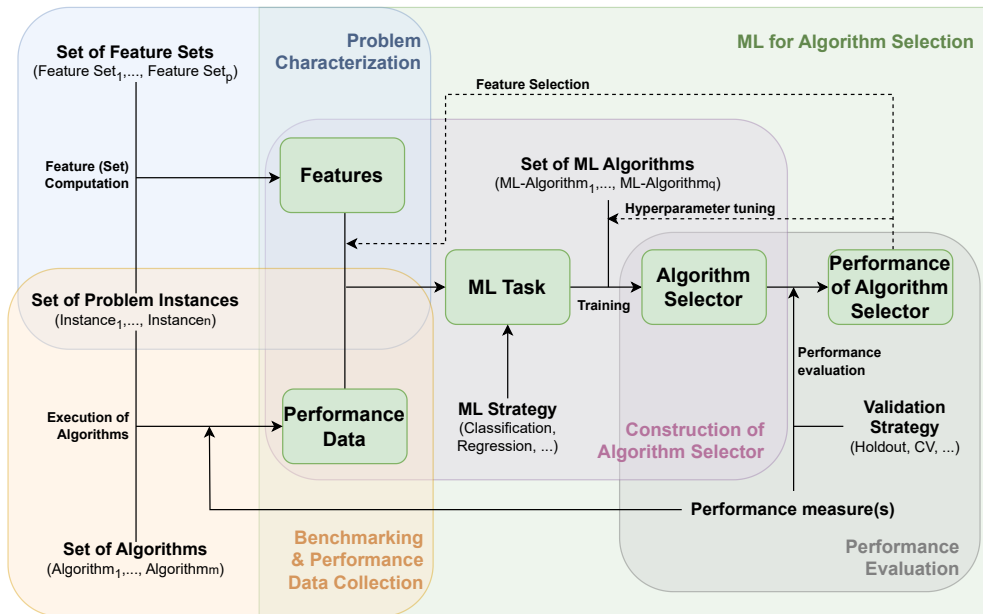 Set of Feature Sets
(Feature Set1,..., Feature Setp)
Problem
Characterization
ML for Algorithm Selection
Feature Selection
Feature (Set)
Computation
Features
Set of ML Algorithms
(ML-Algorithm1,..., ML-Algorithmq)
Hyperparameter tuning
Set of Problem Instances
(Instance1,..., Instancen)
ML Task
Training
Algorithm
Selector
Performance
of Algorithm
Selector
Performance
evaluation
Execution of
Algorithms
Performance
Data
ML Strategy
(Classification,
Regression, ...)
Construction of
Algorithm Selector
Validation
Strategy
(Holdout, CV, ...)
Performance measure(s)
Set of Algorithms
(Algorithm1,..., Algorithmm)
Benchmarking
& Performance
Data Collection
Performance
Evaluation